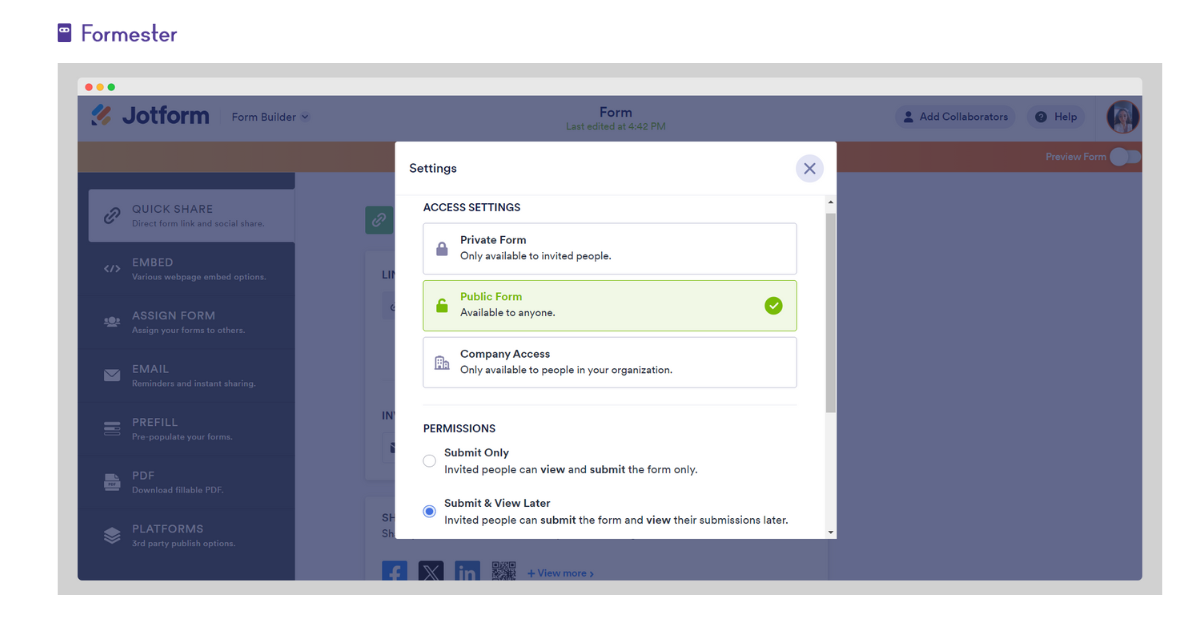 Formester
Jotform
Form Builder
Form
Last edited at 4:42 PM
Add Collaborators
Help
Preview Form
Settings
QUICK SHARE
Direct form link and social share.
EMBED
Various webpage embed options.
ASSIGN FORM
Assign your forms to others.
EMAIL
Reminders and instant sharing.
PREFILL
Pre-populate your forms.
PDF
Download fillable PDF.
PLATFORMS
3rd party publish options.
ACCESS SETTINGS
Private Form
Only available to invited people.
Public Form
Available to anyone.
Company Access
Only available to people in your organization.
PERMISSIONS
Submit Only
Invited people can view and submit the form only.
Submit & View Later
Invited people can submit the form and view their submissions later.
+ View more